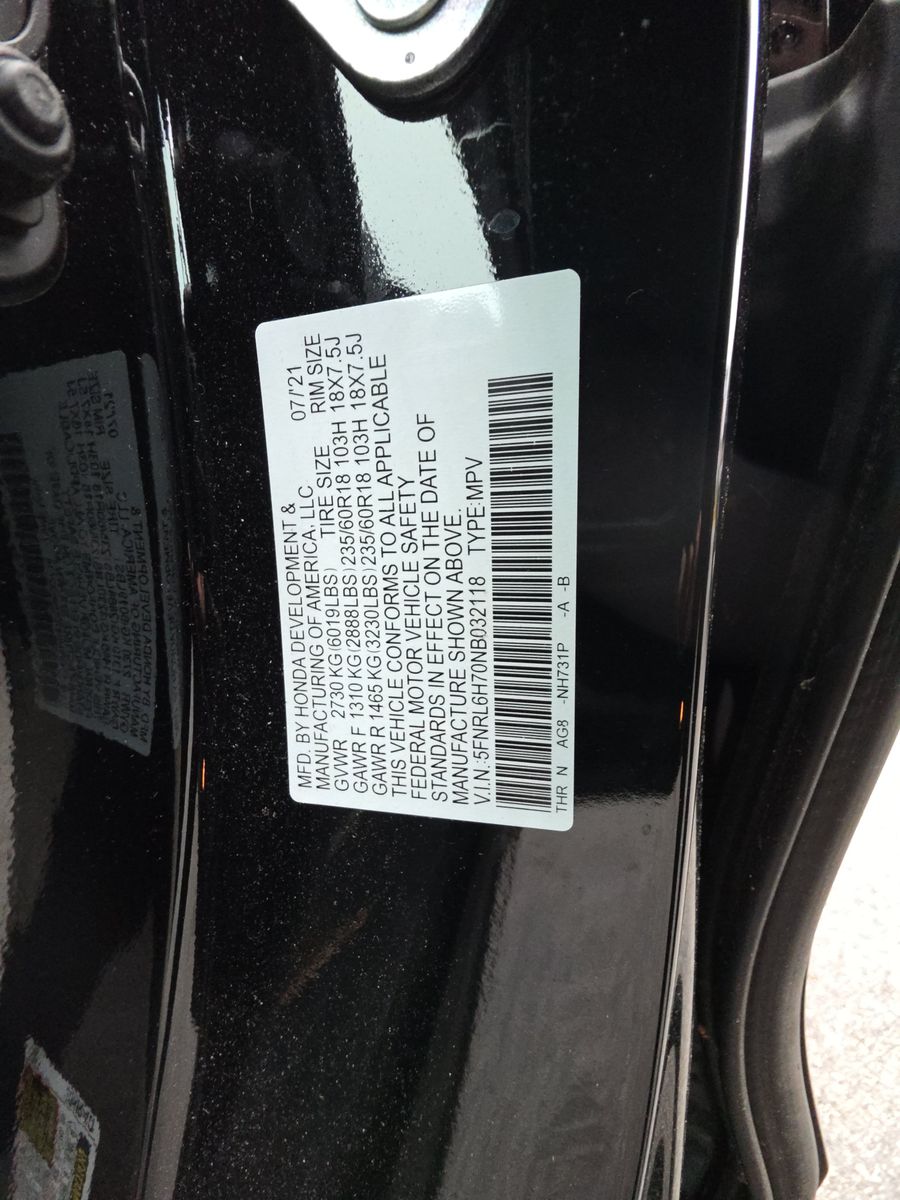 MFD. BY HONDA DEVELOPMENT &
MANUFACTURING OF AMERICA, LLC 07/'21
GVWR 2730 KG(6019LBS) TIRE SIZE RIM SIZE
GAWR F 1310 KG(2888LBS) 235/60R18 103H 18X7.5J
GAWR R 1465 KG(3230LBS) 235/60R18 103H 18X7.5J
THIS VEHICLE CONFORMS TO ALL APPLICABLE
FEDERAL MOTOR VEHICLE SAFETY
STANDARDS IN EFFECT ON THE DATE OF
MANUFACTURE SHOWN ABOVE.
V.I.N.:5FNRL6H70NB032118 TYPE:MPV
THR N AG8 -NH731P -A -B